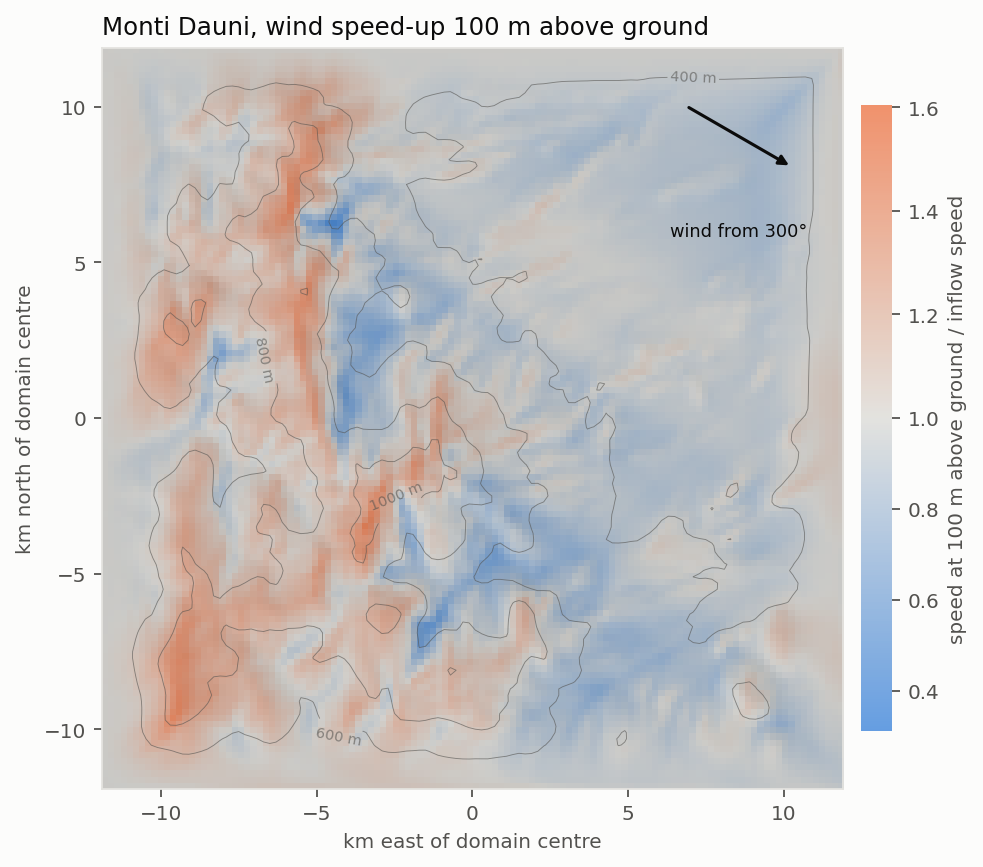 Monti Dauni, wind speed-up 100 m above ground
400 m
wind from 300°
800 m
1000 m
600 m
10
5
0
−5
−10
km north of domain centre
−10
−5
0
5
10
km east of domain centre
1.6
1.4
1.2
1.0
0.8
0.6
0.4
speed at 100 m above ground / inflow speed